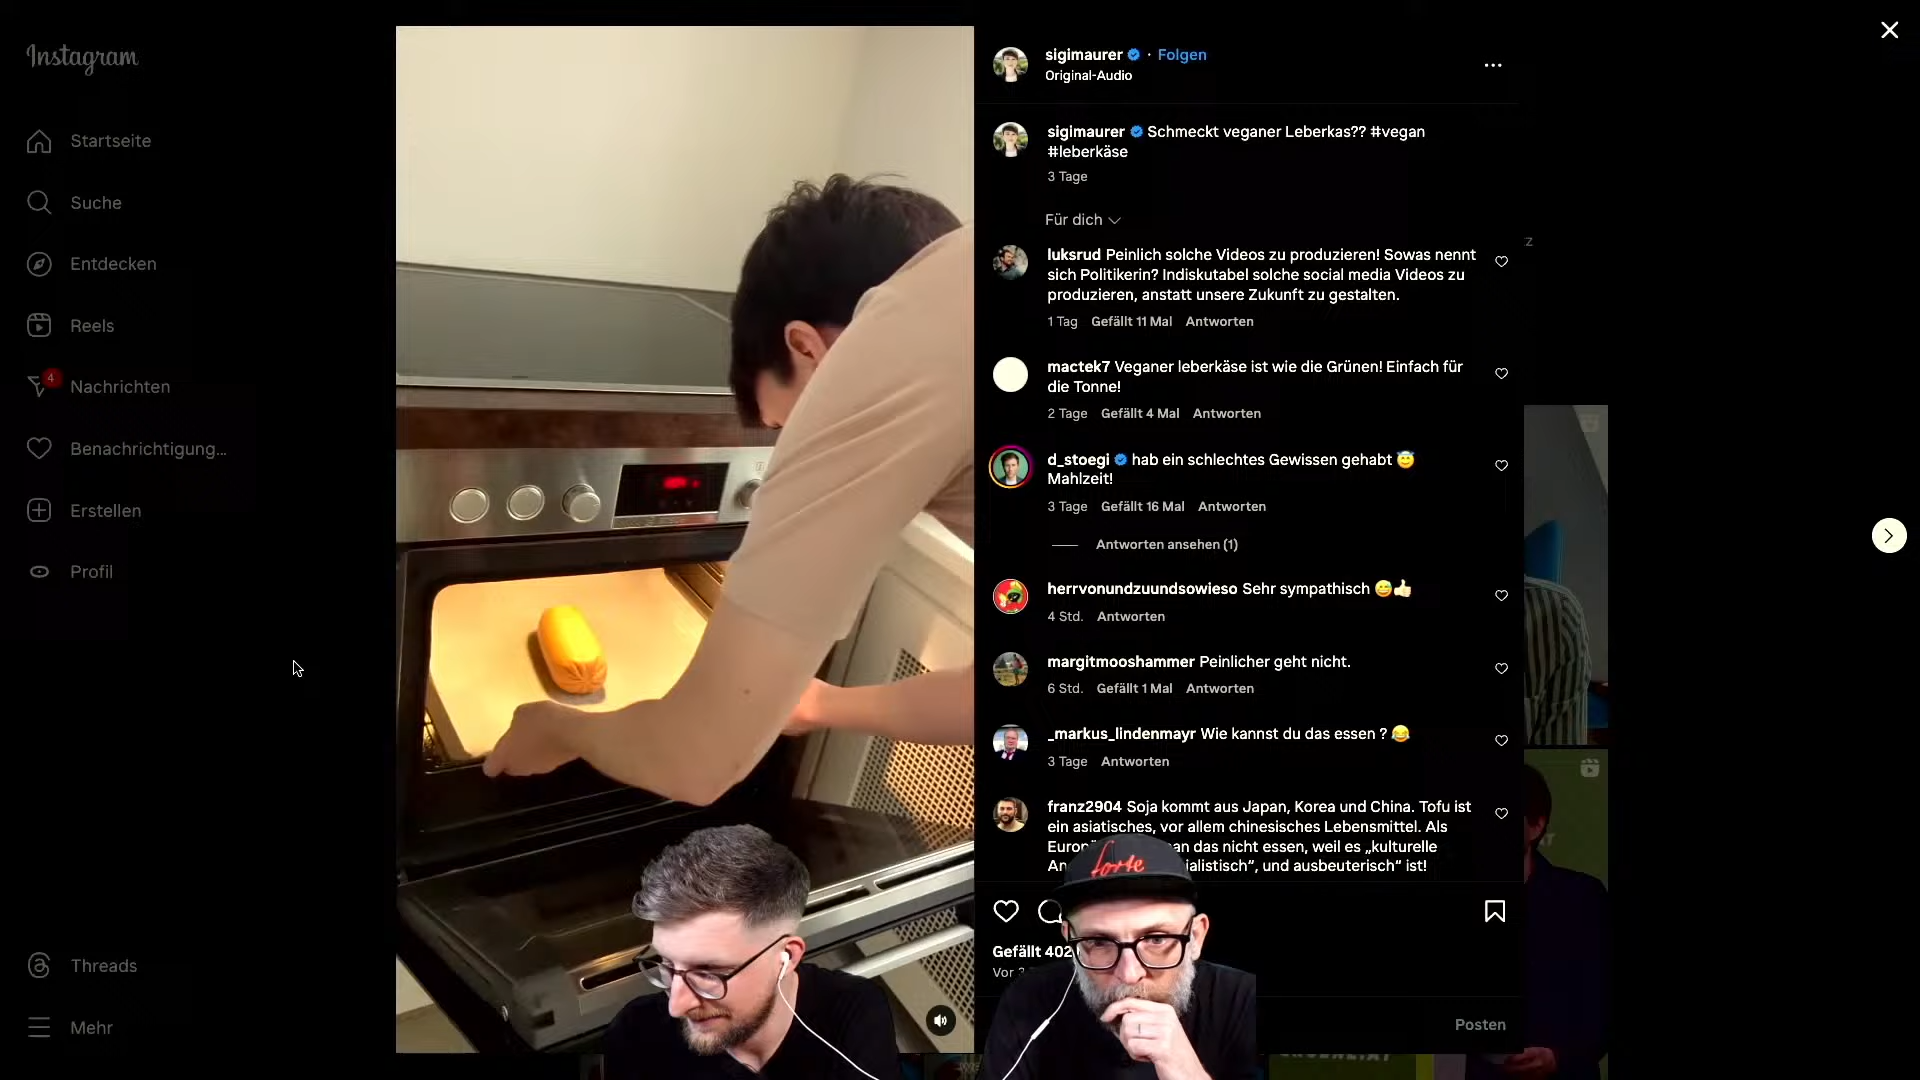 Instagram
Startseite
Suche
Entdecken
Reels
4
Nachrichten
Benachrichtigung...
Erstellen
Profil
Threads
Mehr
sigimaurer · Folgen
Original-Audio
sigimaurer Schmeckt veganer Leberkas?? #vegan
#leberkäse
3 Tage
Für dich
luksrud Peinlich solche Videos zu produzieren! Sowas nennt
sich Politikerin? Indiskutabel solche social media Videos zu
produzieren, anstatt unsere Zukunft zu gestalten.
1 Tag Gefällt 11 Mal Antworten
mactek7 Veganer leberkäse ist wie die Grünen! Einfach für
die Tonne!
2 Tage Gefällt 4 Mal Antworten
d_stoegi hab ein schlechtes Gewissen gehabt 😇
Mahlzeit!
3 Tage Gefällt 16 Mal Antworten
Antworten ansehen (1)
herrvonundzuundsowieso Sehr sympathisch 😅👍
4 Std. Antworten
margitmooshammer Peinlicher geht nicht.
6 Std. Gefällt 1 Mal Antworten
_markus_lindenmayr Wie kannst du das essen ? 😂
3 Tage Antworten
franz2904 Soja kommt aus Japan, Korea und China. Tofu ist
ein asiatisches, vor allem chinesisches Lebensmittel. Als
das nicht essen, weil es „kulturelle
und ausbeuterisch“ ist!
forte
Gefällt 402
Vor
Posten